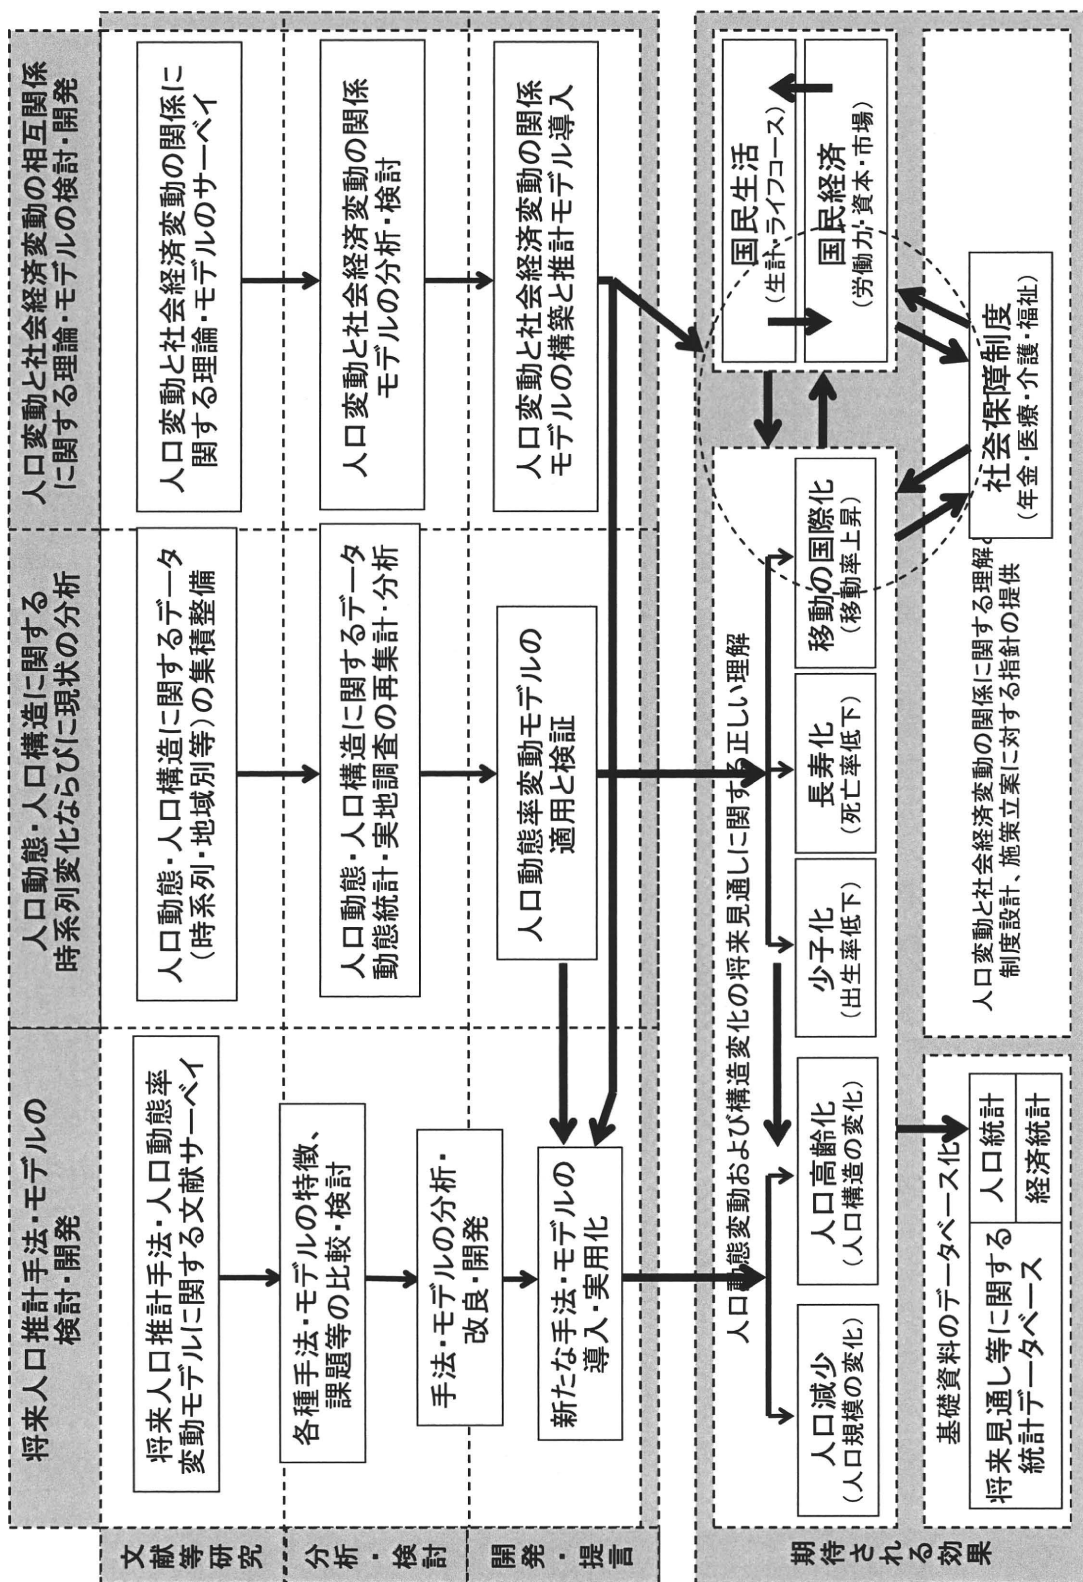 将来人口推計手法・モデルの
検討・開発
人口動態・人口構造に関する
時系列変化ならびに現状の分析
人口変動と社会経済変動の相互関係
に関する理論・モデルの検討・開発
文献等研究
将来人口推計手法・人口動態率
変動モデルに関する文献サーベイ
人口動態・人口構造に関するデータ
(時系列・地域別等)の集積整備
人口変動と社会経済変動の関係に
関する理論・モデルのサーベイ
分析・検討
各種手法・モデルの特徴、
課題等の比較・検討
人口動態・人口構造に関するデータ
動態統計・実地調査の再集計・分析
人口変動と社会経済変動の関係
モデルの分析・検討
開発・提言
手法・モデルの分析・
改良・開発
新たな手法・モデルの
導入・実用化
人口動態率変動モデルの
適用と検証
人口変動と社会経済変動の関係
モデルの構築と推計モデル導入
期待される効果
人口動態変動および構造変化の将来見通しに関する正しい理解
人口減少
(人口規模の変化)
人口高齢化
(人口構造の変化)
少子化
(出生率低下)
長寿化
(死亡率低下)
移動の国際化
(移動率上昇)
国民生活
(生計・ライフコース)
国民経済
(労働力・資本・市場)
基礎資料のデータベース化
将来見通し等に関する
統計データベース
人口統計
経済統計
人口変動と社会経済変動の関係に関する理解
制度設計、施策立案に対する指針の提供
社会保障制度
(年金・医療・介護・福祉)